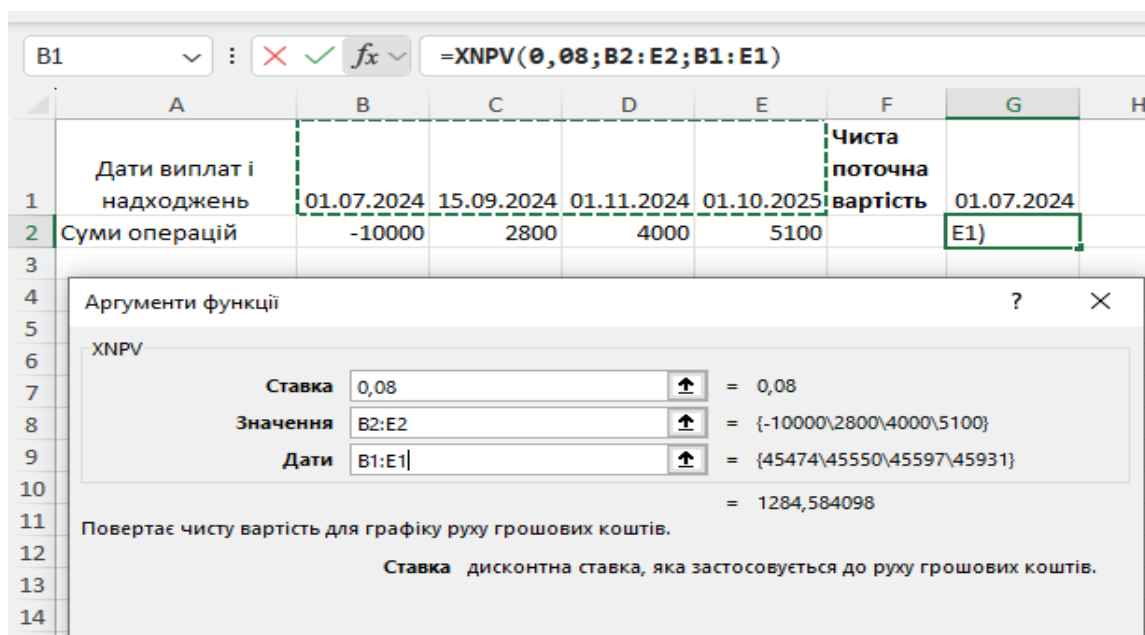 B1 fx =XNPV(0,08;B2:E2;B1:E1)
A B C D E F G H
1 Дати виплат і надходжень 01.07.2024 15.09.2024 01.11.2024 01.10.2025 Чиста поточна вартість 01.07.2024
2 Суми операцій -10000 2800 4000 5100 E1)
3
4 Аргументи функції ? ×
5
6 XNPV
7 Ставка 0,08 = 0,08
8 Значення B2:E2 = {-10000\2800\4000\5100}
9 Дати B1:E1 = {45474\45550\45597\45931}
10 = 1284,584098
11 Повертає чисту вартість для графіку руху грошових коштів.
12
13 Ставка дисконтна ставка, яка застосовується до руху грошових коштів.
14